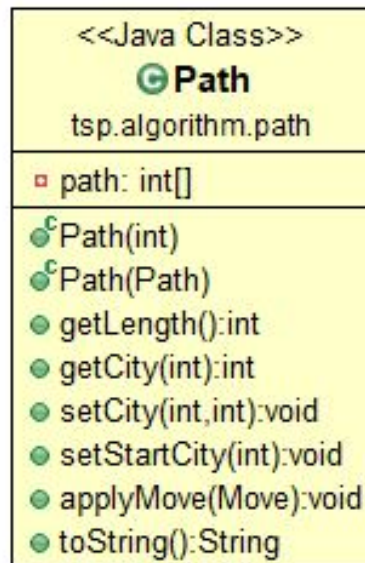 <<Java Class>>
C Path
tsp.algorithm.path
path: int[]
C Path(int)
C Path(Path)
getLength():int
getCity(int):int
setCity(int,int):void
setStartCity(int):void
applyMove(Move):void
toString():String